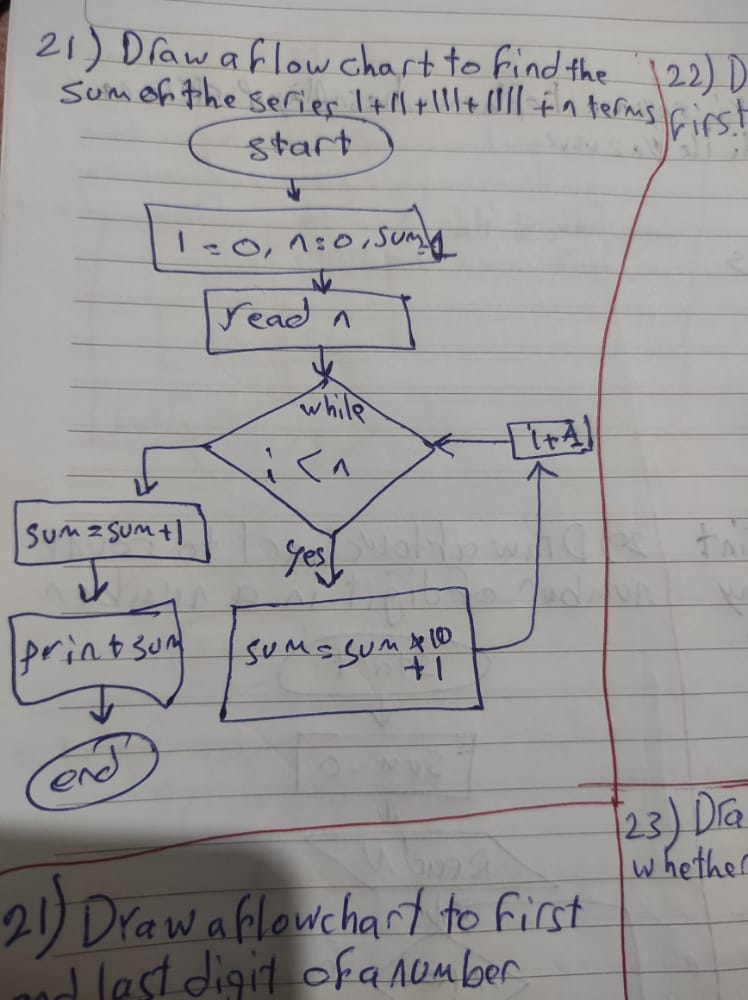 21) Draw a flow chart to find the
sum of the series 1+11+111+1111 + n terms
start
i = 0, n = 0, sum=1
read n
while
i < n
i+1
sum = sum+1
yes
print sum
sum = sum *10
+1
end
22) D
first
23) Dra
whether
21) Draw a flowchart to first
and last digit of a number